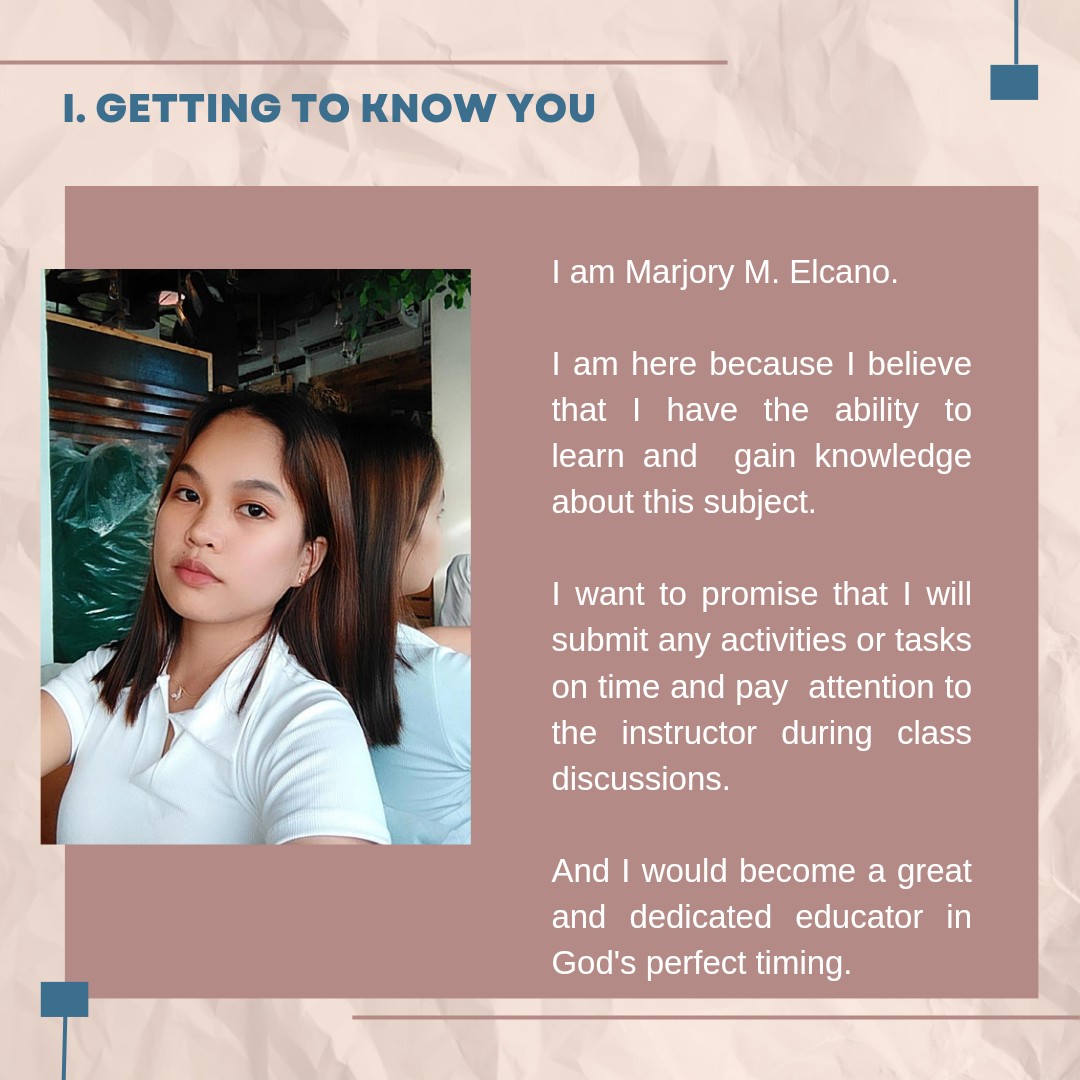 I. GETTING TO KNOW YOU
I am Marjory M. Elcano.
I am here because I believe
that I have the ability to
learn and gain knowledge
about this subject.
I want to promise that I will
submit any activities or tasks
on time and pay attention to
the instructor during class
discussions.
And I would become a great
and dedicated educator in
God's perfect timing.